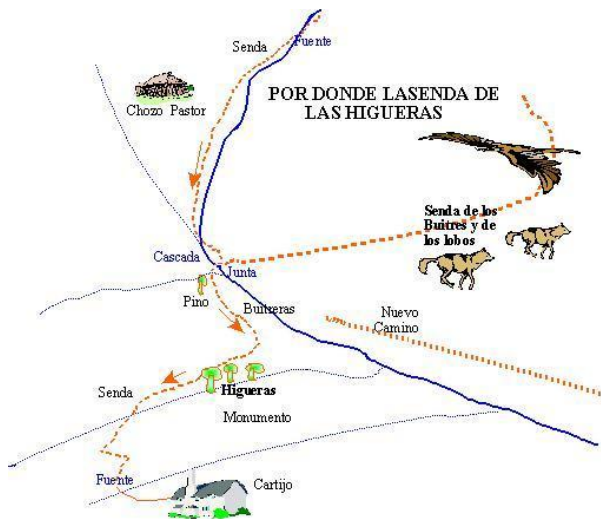 Senda
Fuente
POR DONDE LASENDA DE
LAS HIGUERAS
Chozo Pastor
Senda de los
Buitres y de
los lobos
Cascada
Junta
Pino
Buitreras
Nuevo
Camino
Senda
Higueras
Monumento
Fuente
Cartijo